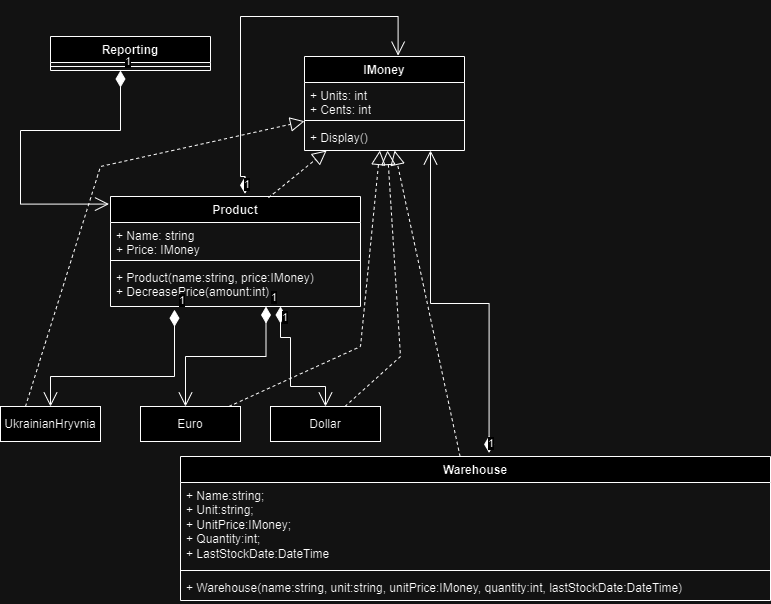 Reporting
1
IMoney
+ Units: int
+ Cents: int
+ Display()
1
Product
+ Name: string
+ Price: IMoney
+ Product(name:string, price:IMoney)
+ DecreasePrice(amount:int)
1
1
1
UkrainianHryvnia
Euro
Dollar
1
Warehouse
+ Name:string;
+ Unit:string;
+ UnitPrice:IMoney;
+ Quantity:int;
+ LastStockDate:DateTime
+ Warehouse(name:string, unit:string, unitPrice:IMoney, quantity:int, lastStockDate:DateTime)